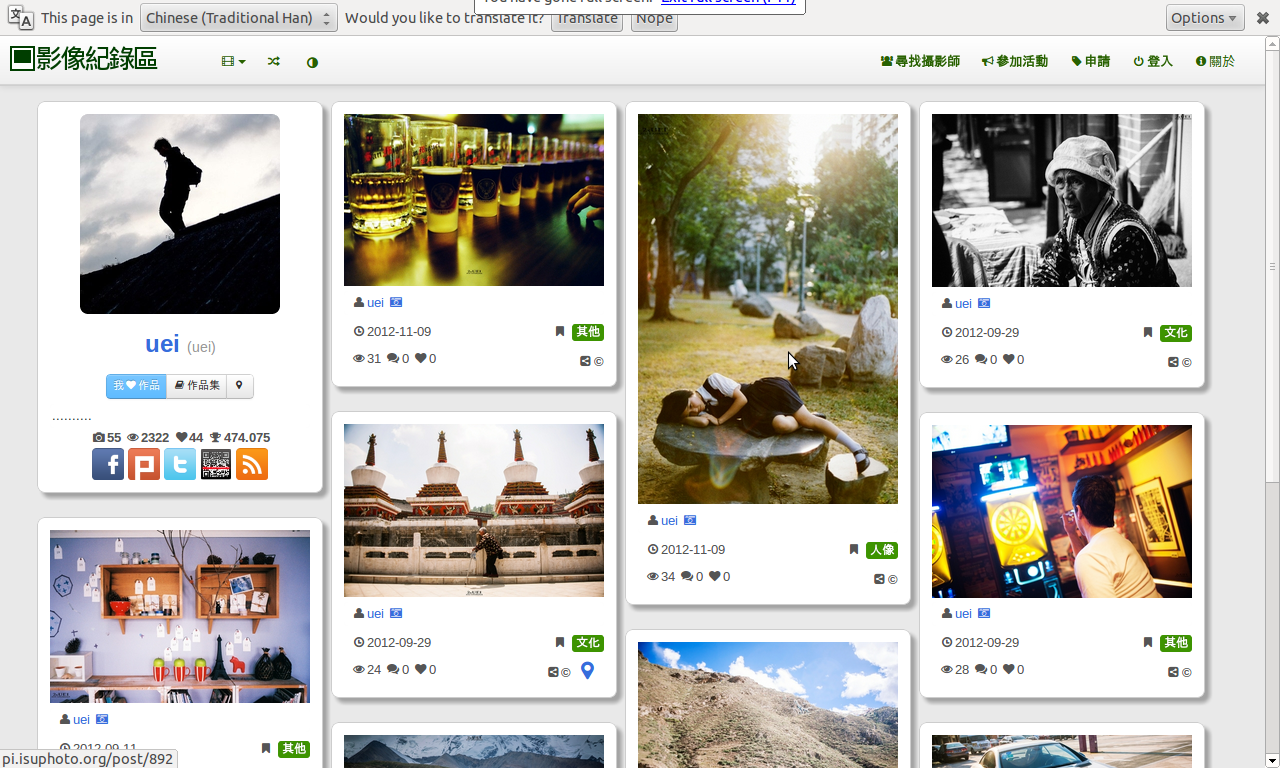 This page is in Chinese (Traditional Han) Would you like to translate it? Translate Nope Options
Exit full screen (F11)
影像紀錄區 尋找攝影師 參加活動 申請 登入 關於
uei (uei)
我 作品 作品集
..........
55 2322 44 474.075
uei
2012-09-11 其他
uei
2012-11-09 其他
31 0 0 ©
uei
2012-09-29 文化
24 0 0 ©
uei
2012-11-09 人像
34 0 0 ©
uei
2012-09-29 文化
26 0 0 ©
uei
2012-09-29 其他
28 0 0 ©
pi.isuphoto.org/post/892